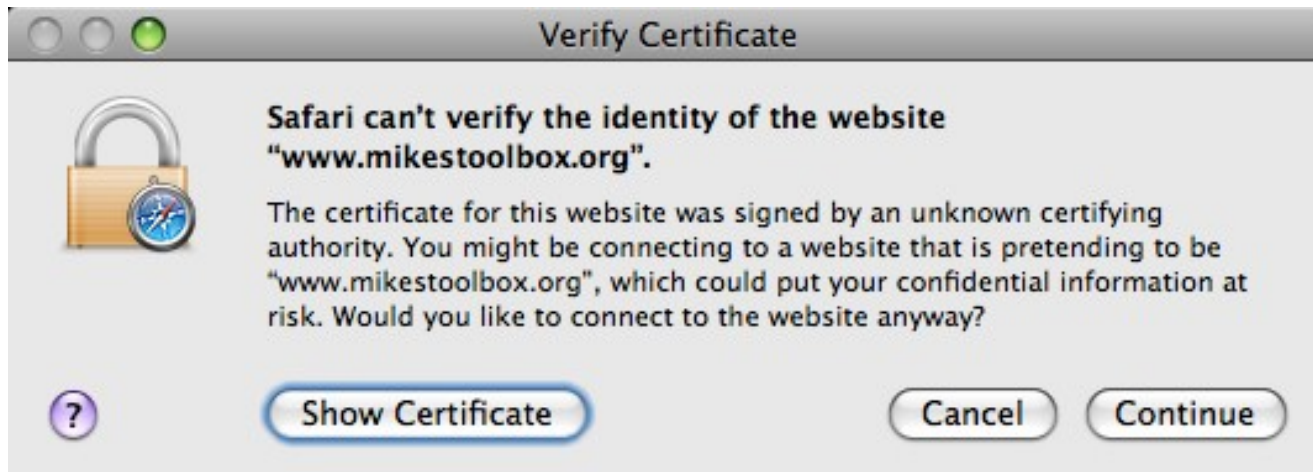 Verify Certificate
Safari can't verify the identity of the website
“www.mikestoolbox.org”.
The certificate for this website was signed by an unknown certifying
authority. You might be connecting to a website that is pretending to be
“www.mikestoolbox.org”, which could put your confidential information at
risk. Would you like to connect to the website anyway?
?
Show Certificate
Cancel
Continue